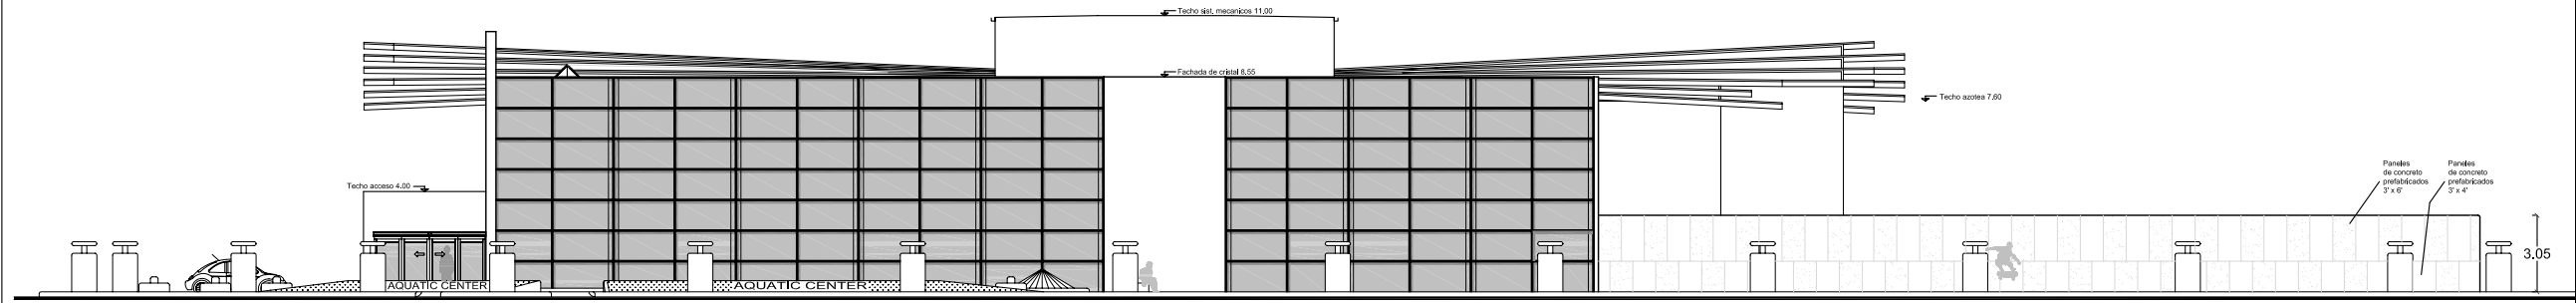 Techo sist. mecanicos 11,00
Fachada de cristal 8,55
Techo azotea 7,60
Techo acceso 4.00
Paneles
de concreto
prefabricados
3' x 6'
Paneles
de concreto
prefabricados
3' x 4'
3.05
AQUATIC CENTER
AQUATIC CENTER